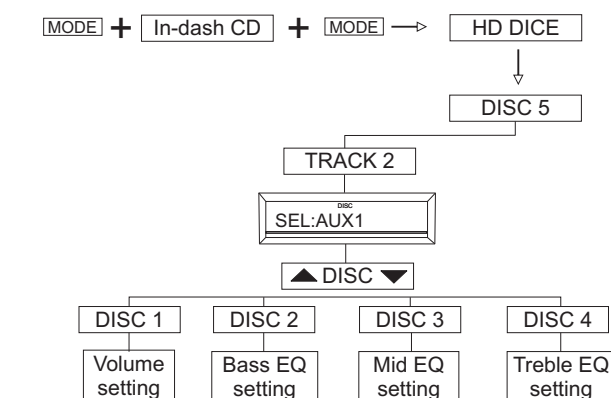 MODE + In-dash CD + MODE HD DICE
DISC 5
TRACK 2
DISC
SEL:AUX1
DISC
DISC 1 DISC 2 DISC 3 DISC 4
Volume setting
Bass EQ setting
Mid EQ setting
Treble EQ setting